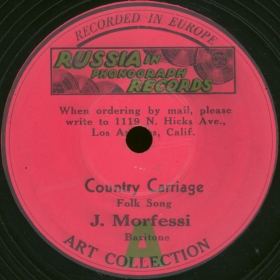 RECORDED IN EUROPE
RUSSIA IN
PHONOGRAPH
RECORDS
When ordering by mail, please
write to 1119 N. Hicks Ave.,
Los Angeles, Calif.
Country Carriage
Folk Song
J. Morfessi
Baritone
A
ART COLLECTION